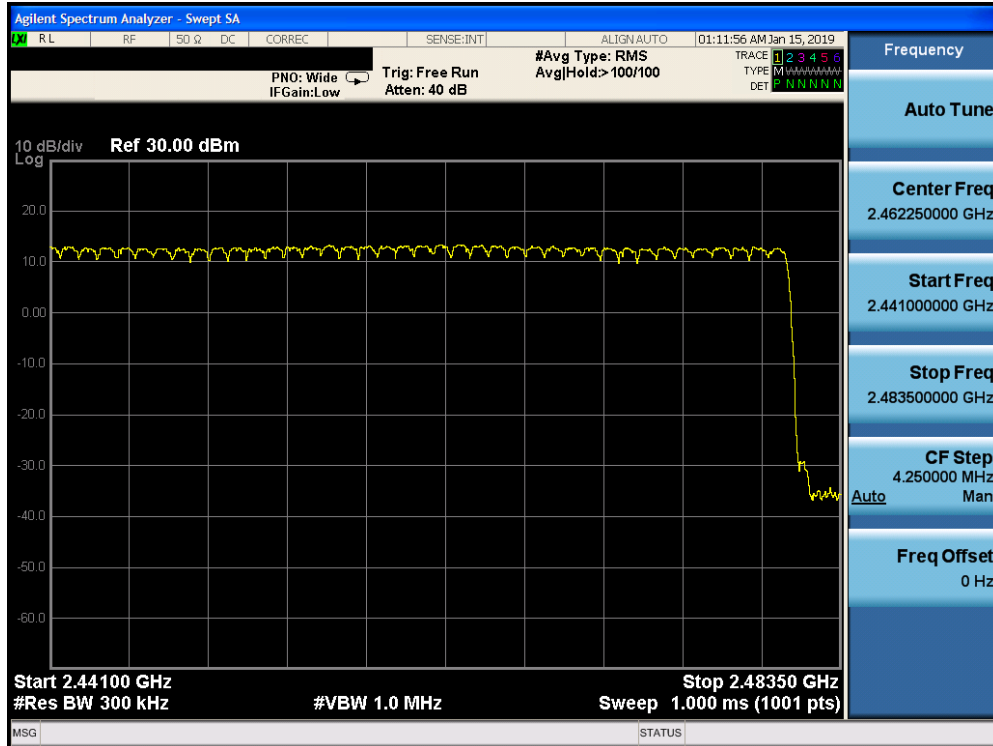 Agilent Spectrum Analyzer - Swept SA
LXI RL RF 50 Ω DC CORREC SENSE:INT ALIGNAUTO 01:11:56 AM Jan 15, 2019
#Avg Type: RMS TRACE 1 2 3 4 5 6
PNO: Wide Trig: Free Run Avg|Hold:>100/100 TYPE M WWWWW
IFGain:Low Atten: 40 dB DET P N N N N N
10 dB/div Ref 30.00 dBm
Log
20.0
10.0
0.00
-10.0
-20.0
-30.0
-40.0
-50.0
-60.0
Start 2.44100 GHz Stop 2.48350 GHz
#Res BW 300 kHz #VBW 1.0 MHz Sweep 1.000 ms (1001 pts)
MSG STATUS
Frequency
Auto Tune
Center Freq
2.462250000 GHz
Start Freq
2.441000000 GHz
Stop Freq
2.483500000 GHz
CF Step
4.250000 MHz
Auto Man
Freq Offset
0 Hz